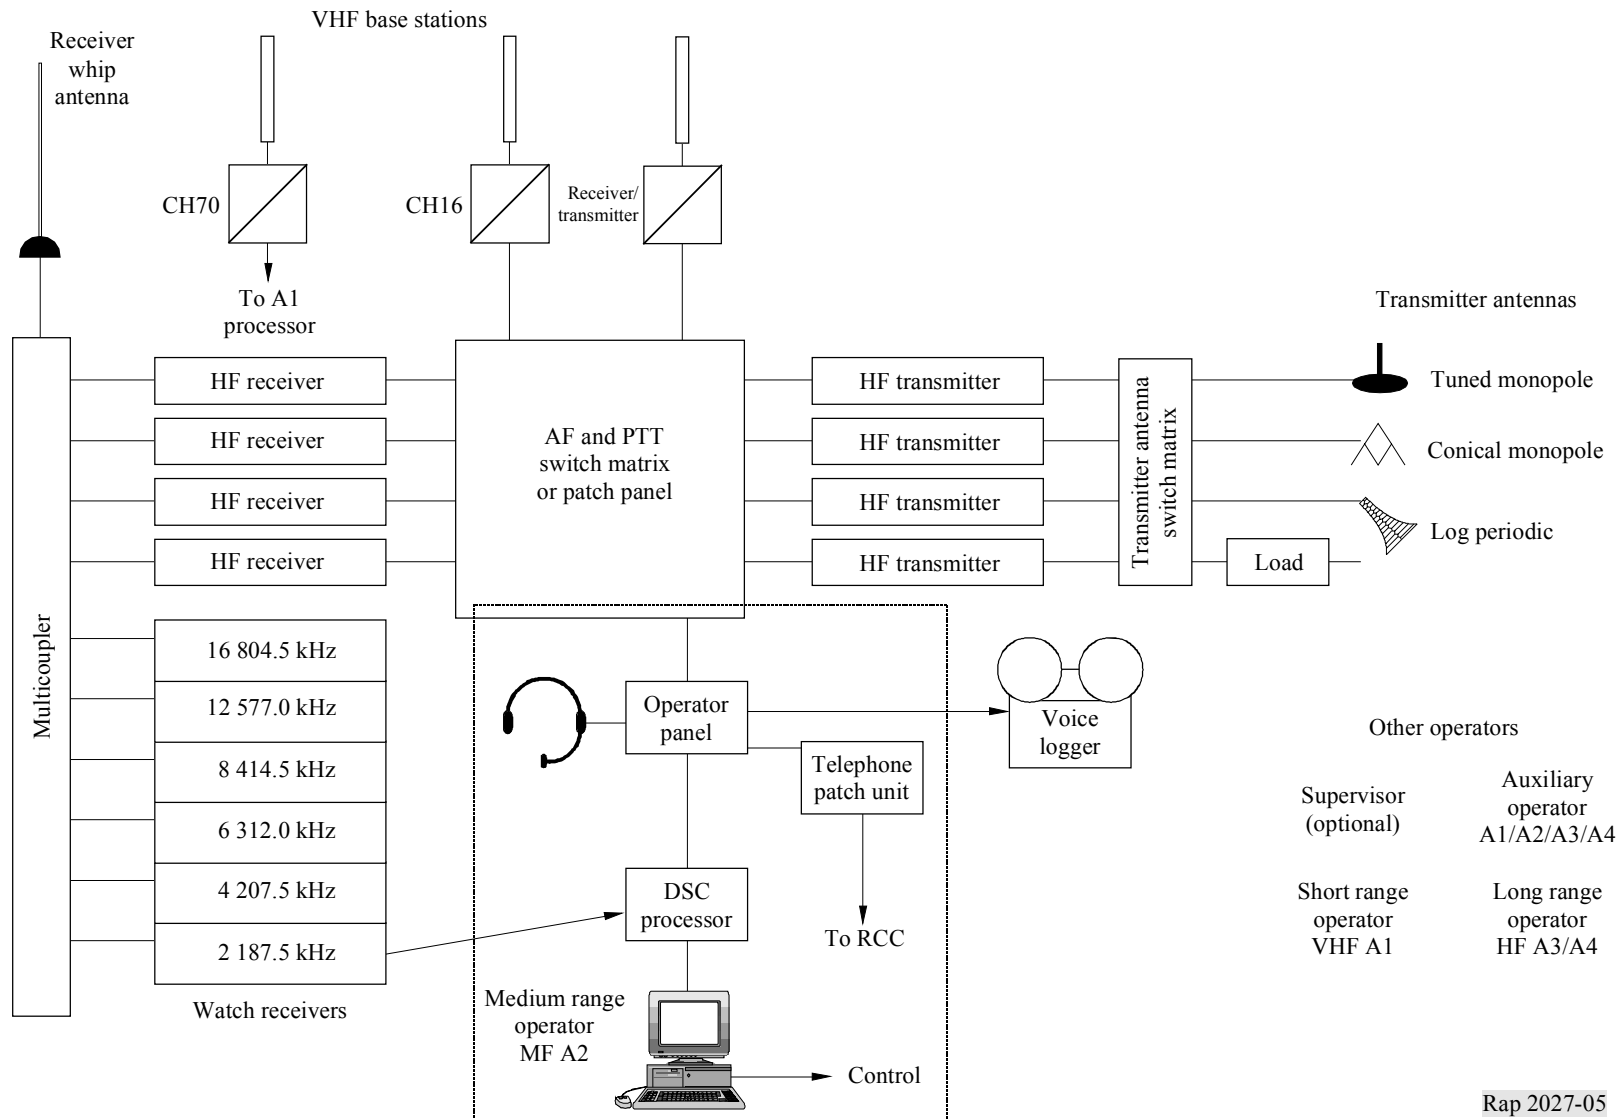 VHF base stations
Receiver
whip
antenna
CH70
CH16
Receiver/
transmitter
To A1
processor
Transmitter antennas
HF receiver
HF receiver
HF receiver
HF receiver
AF and PTT
switch matrix
or patch panel
HF transmitter
HF transmitter
HF transmitter
HF transmitter
Transmitter antenna
switch matrix
Tuned monopole
Conical monopole
Log periodic
Load
Multicoupler
16 804.5 kHz
12 577.0 kHz
8 414.5 kHz
6 312.0 kHz
4 207.5 kHz
2 187.5 kHz
Watch receivers
Operator
panel
Voice
logger
Telephone
patch unit
DSC
processor
To RCC
Medium range
operator
MF A2
Control
Other operators
Supervisor
(optional)
Auxiliary
operator
A1/A2/A3/A4
Short range
operator
VHF A1
Long range
operator
HF A3/A4
Rap 2027-05